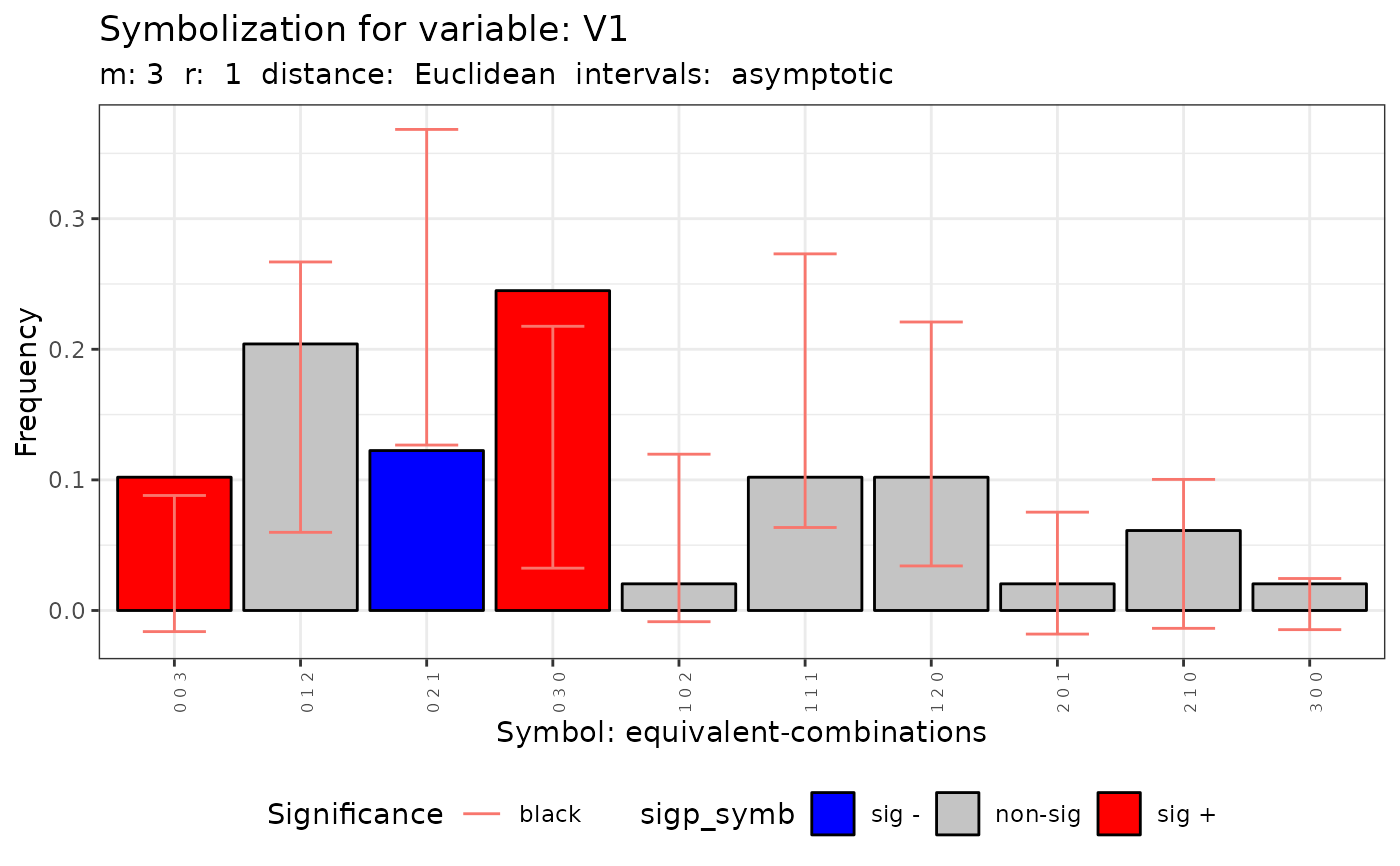 Symbolization for variable: V1
m: 3 r: 1 distance: Euclidean intervals: asymptotic
Frequency
0.3
0.2
0.1
0.0
0 0 3
0 1 2
0 2 1
0 3 0
1 0 2
1 1 1
1 2 0
2 0 1
2 1 0
3 0 0
Symbol: equivalent-combinations
Significance black sigp_symb sig - non-sig sig +